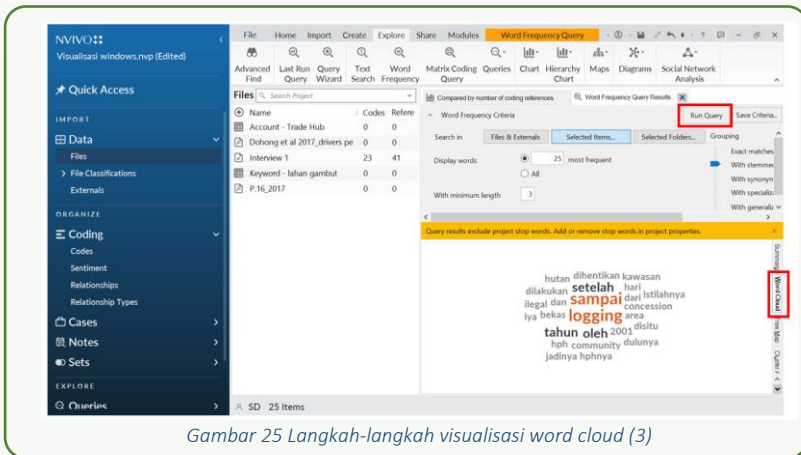 NVIVO
Visualisasi windows.nvp (Edited)
Quick Access
IMPORT
Data
Files
File Classifications
Externals
ORGANIZE
Coding
Codes
Sentiment
Relationships
Relationship Types
Cases
Notes
Sets
EXPLORE
Queries
File Home Import Create Explore Share Modules Word Frequency Query
Advanced Find
Last Run Query
Query Wizard
Text Search
Word Frequency
Matrix Coding Query
Queries
Chart
Hierarchy Chart
Maps
Diagrams
Social Network Analysis
Files Search Project
Name Codes Refere
Account - Trade Hub 0 0
Dohong et al 2017_drivers pe 0 0
Interview 1 23 41
Keyword - lahan gambut 0 0
P.16_2017 0 0
Compared by number of coding references Word Frequency Query Results
Word Frequency Criteria Run Query Save Criteria...
Search in Files & Externals Selected Items... Selected Folders... Grouping
Display words 25 most frequent
All
With minimum length 3
Exact matches
With stemmed
With synonym
With specializ
With generaliz
Query results exclude project stop words. Add or remove stop words in project properties.
hutan dihentikan kawasan
dilakukan setelah hari
ilegal dan sampai dari istilahnya
concession
iya bekas logging area
tahun oleh 2001 disitu
hph community dulunya
jadinya hphnya
Summary
Word Cloud
Tree Map
Cluster A
SD 25 Items
Gambar 25 Langkah-langkah visualisasi word cloud (3)